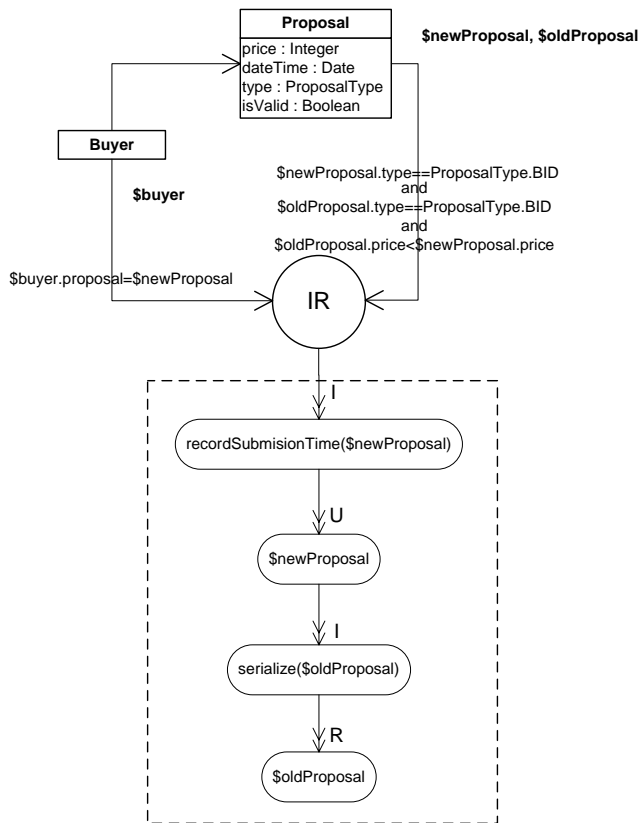 Proposal
price : Integer
dateTime : Date
type : ProposalType
isValid : Boolean
$newProposal, $oldProposal
Buyer
$buyer
$newProposal.type==ProposalType.BID
and
$oldProposal.type==ProposalType.BID
and
$oldProposal.price<$newProposal.price
$buyer.proposal=$newProposal
IR
I
recordSubmisionTime($newProposal)
U
$newProposal
I
serialize($oldProposal)
R
$oldProposal